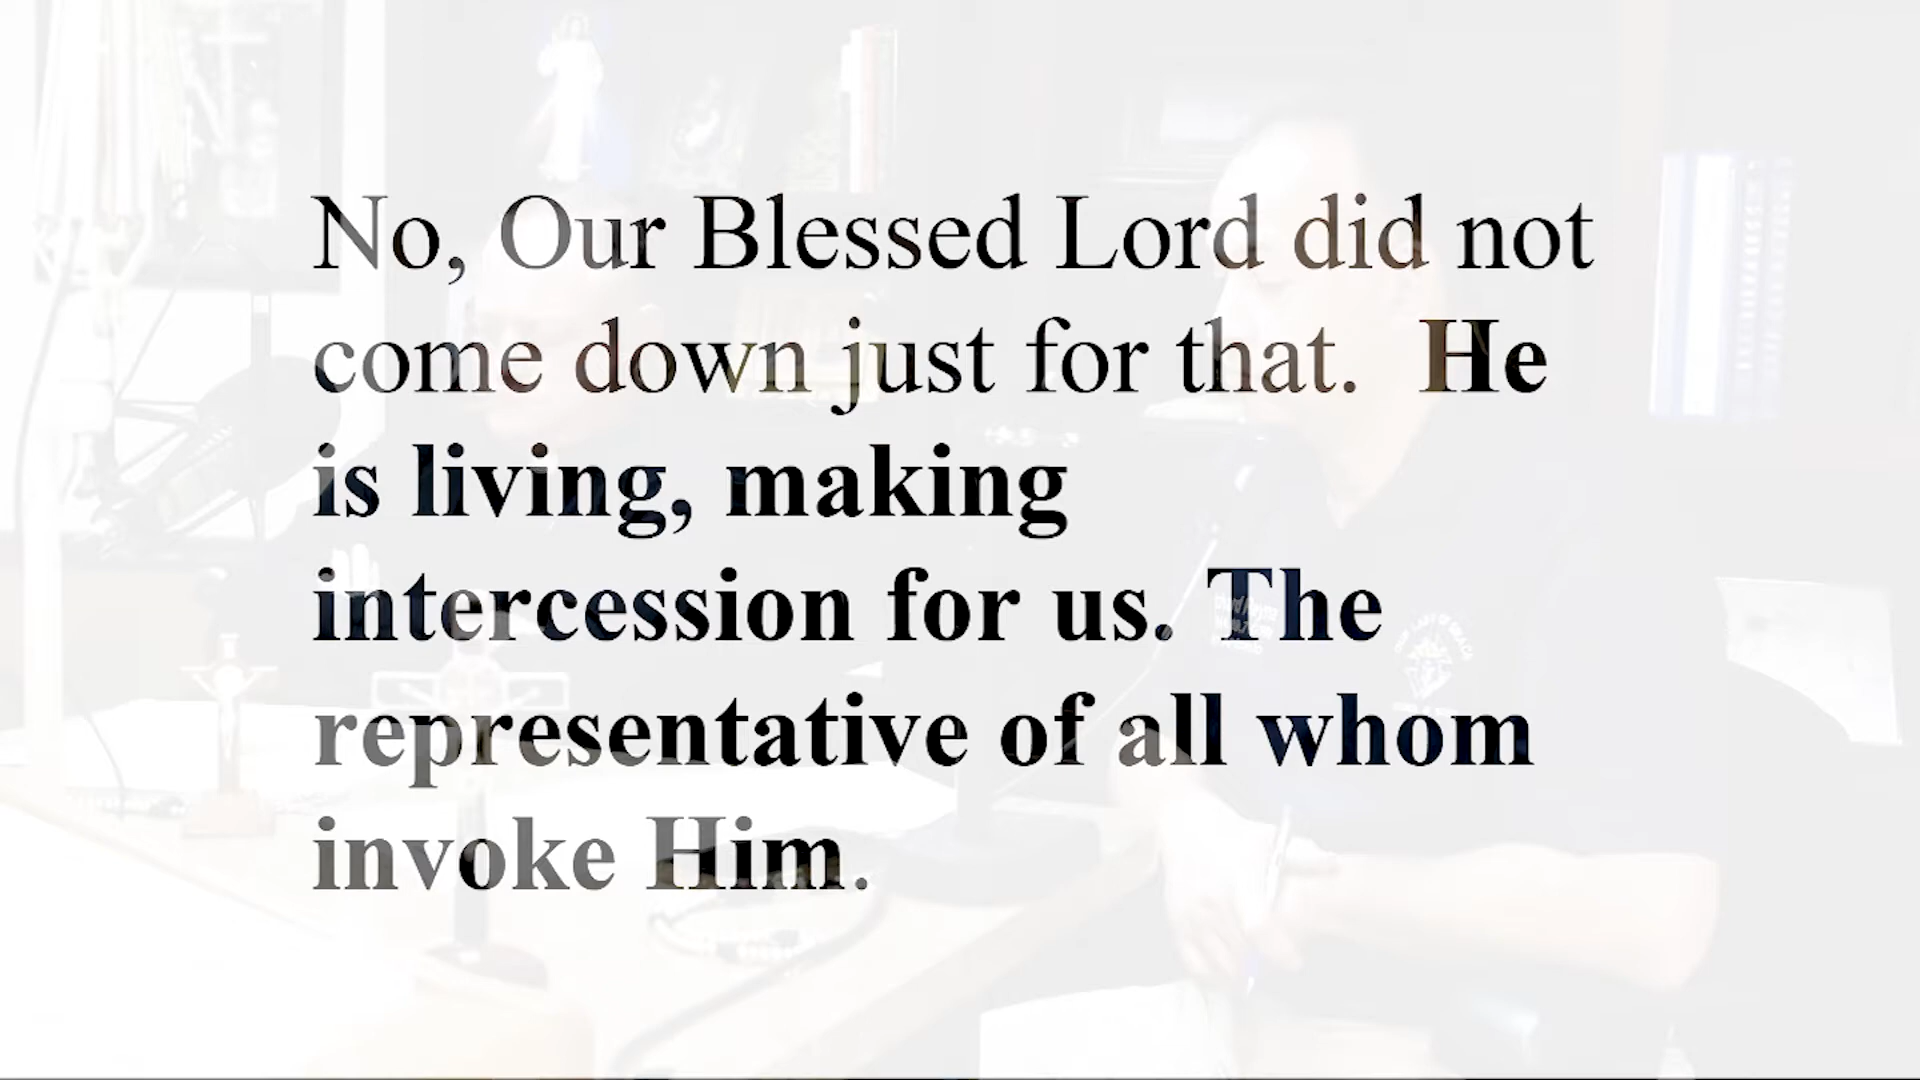 No, Our Blessed Lord did not
come down just for that. He
is living, making
intercession for us. The
representative of all whom
invoke Him.